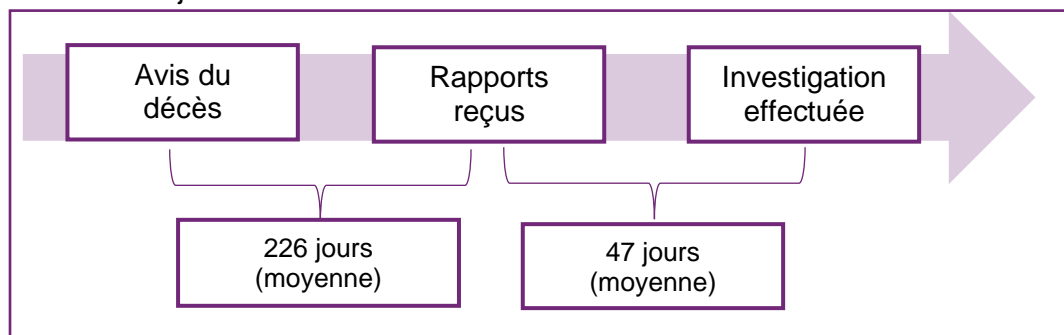 Avis du
décès
Rapports
reçus
Investigation
effectuée
226 jours
(moyenne)
47 jours
(moyenne)